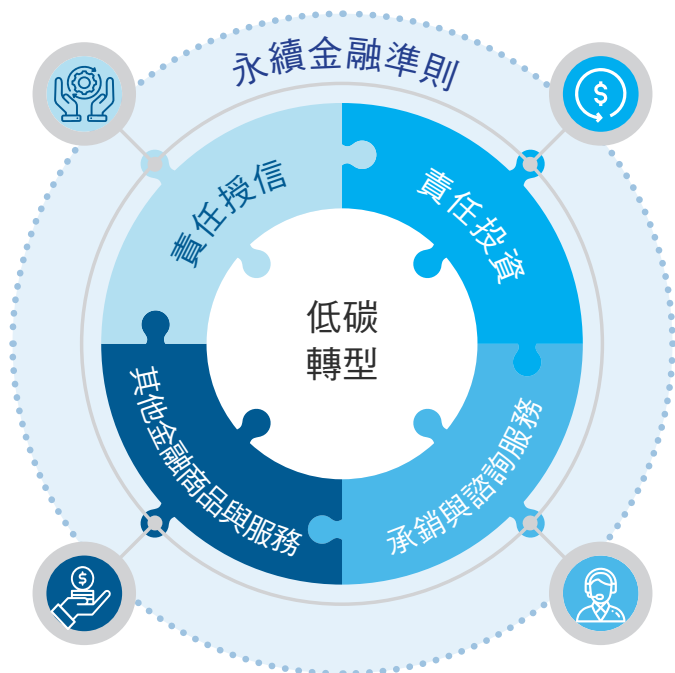 永續金融準則
責任授信
責任投資
低碳
轉型
其他金融商品與服務
承銷與諮詢服務
$
$